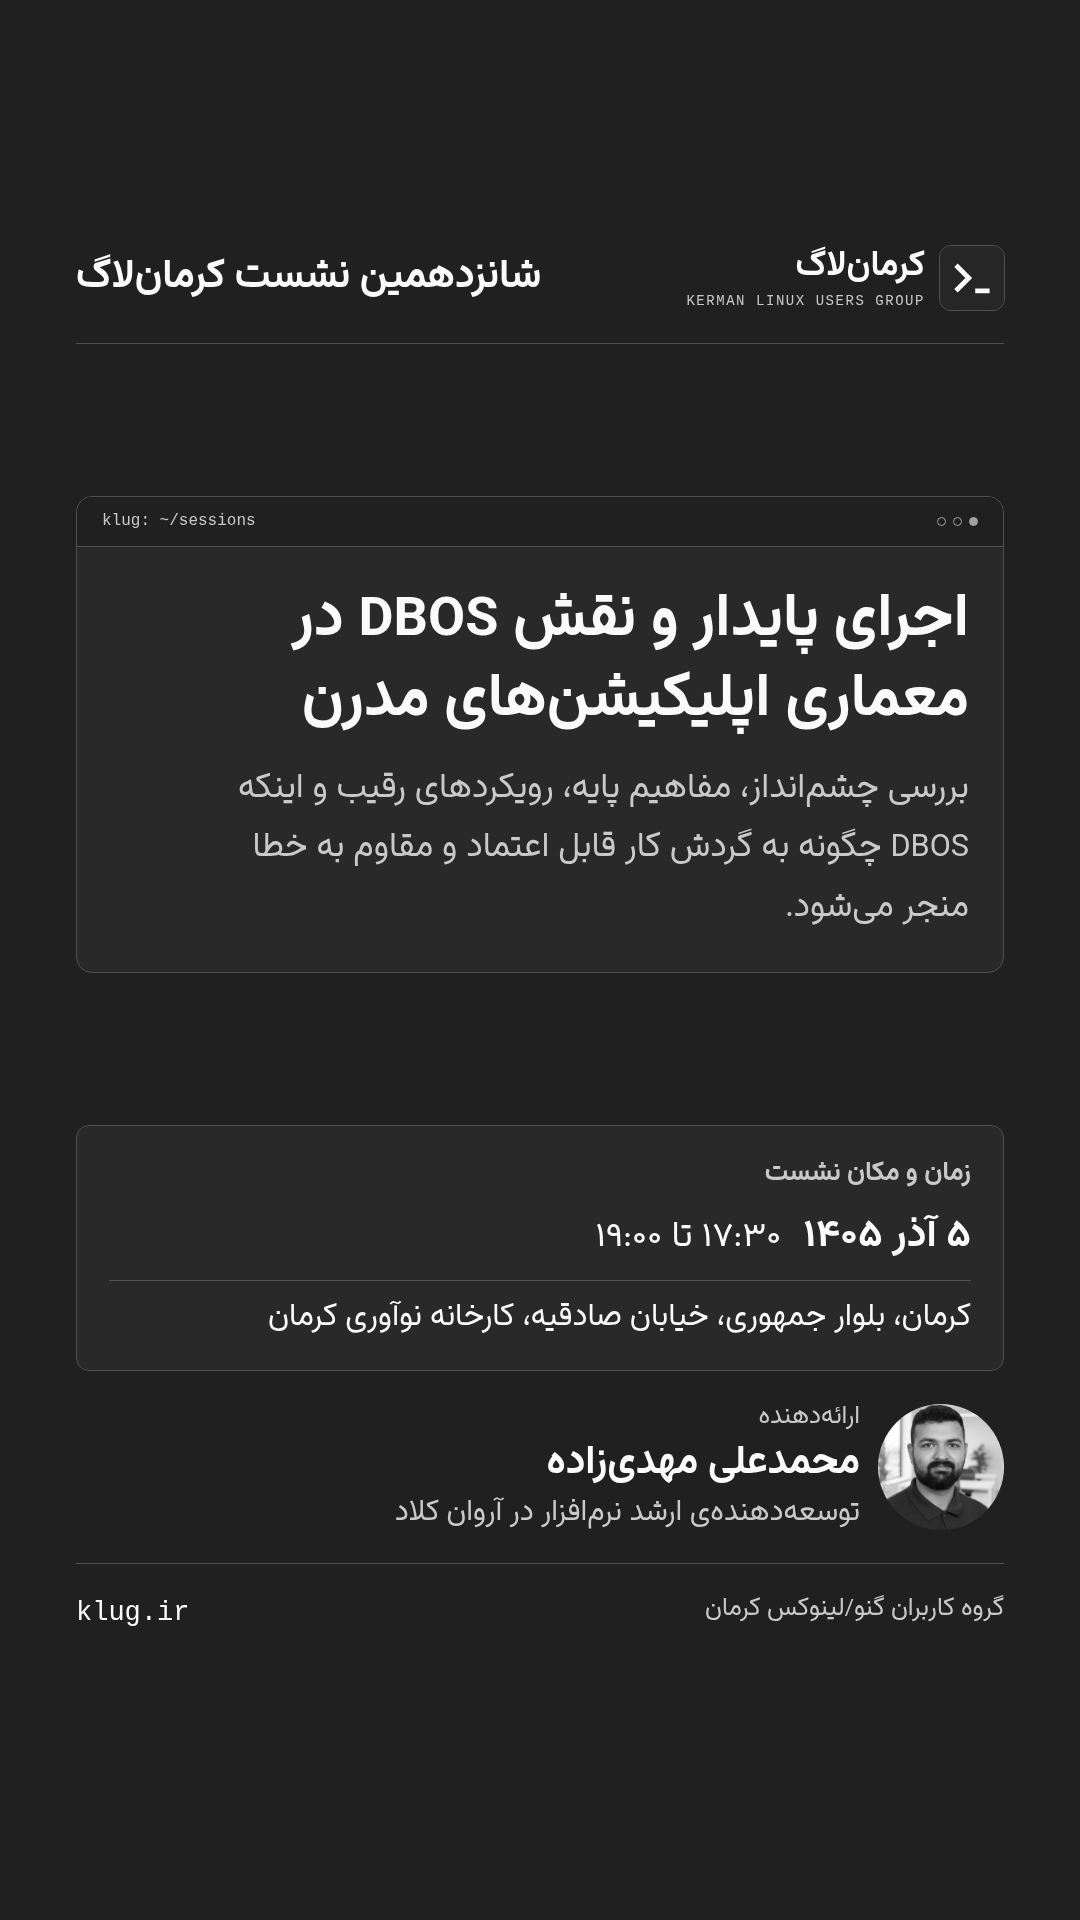 کرمان‌لاگ
KERMAN LINUX USERS GROUP
شانزدهمین نشست کرمان‌لاگ
klug: ~/sessions
اجرای پایدار و نقش DBOS در
معماری اپلیکیشن‌های مدرن
بررسی چشم‌انداز، مفاهیم پایه، رویکردهای رقیب و اینکه
DBOS چگونه به گردش کار قابل اعتماد و مقاوم به خطا
منجر می‌شود.
زمان و مکان نشست
۵ آذر ۱۴۰۵ ۱۷:۳۰ تا ۱۹:۰۰
کرمان، بلوار جمهوری، خیابان صادقیه، کارخانه نوآوری کرمان
ارائه‌دهنده
محمدعلی مهدی‌زاده
توسعه‌دهنده‌ی ارشد نرم‌افزار در آروان کلاد
گروه کاربران گنو/لینوکس کرمان
klug.ir